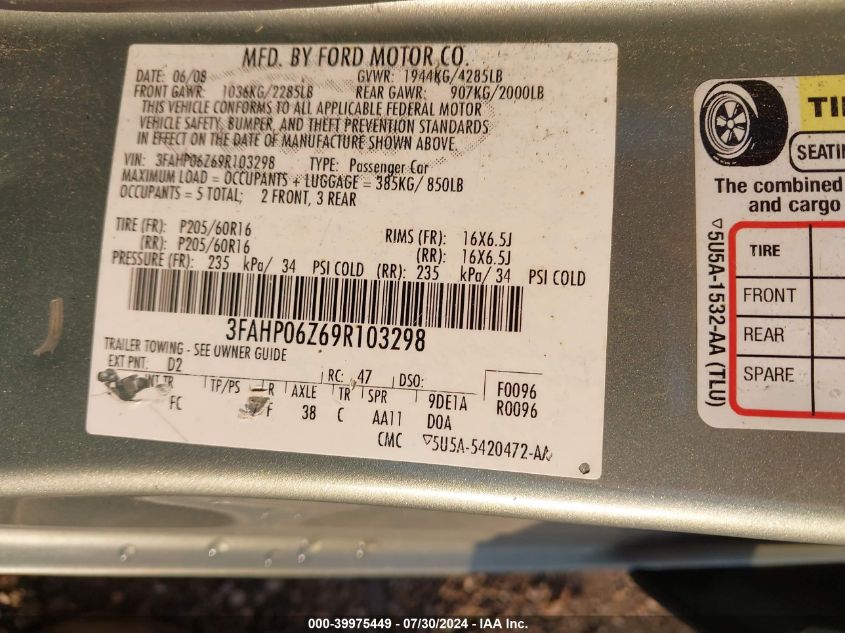 MFD. BY FORD MOTOR CO.
DATE: 06/08 GVWR: 1944KG/4285LB
FRONT GAWR: 1036KG/2285LB REAR GAWR: 907KG/2000LB
THIS VEHICLE CONFORMS TO ALL APPLICABLE FEDERAL MOTOR
VEHICLE SAFETY, BUMPER, AND THEFT PREVENTION STANDARDS
IN EFFECT ON THE DATE OF MANUFACTURE SHOWN ABOVE.
VIN: 3FAHP06Z69R103298 TYPE: Passenger Car
MAXIMUM LOAD = OCCUPANTS + LUGGAGE = 385KG/ 850LB
OCCUPANTS = 5 TOTAL; 2 FRONT, 3 REAR
TIRE (FR): P205/60R16 RIMS (FR): 16X6.5J
(RR): P205/60R16 (RR): 16X6.5J
PRESSURE (FR): 235 kPa/ 34 PSI COLD (RR): 235 kPa/ 34 PSI COLD
3FAHP06Z69R103298
TRAILER TOWING - SEE OWNER GUIDE
EXT PNT: D2 RC: 47 DSO: F0096
TR TP/PS R AXLE TR SPR 9DE1A R0096
FC F 38 C AA11 DOA
CMC ▽5U5A-5420472-AA
TI
SEATIN
The combined
and cargo
TIRE
FRONT
REAR
SPARE
▽5U5A-1532-AA (TLU)
000-39975449 - 07/30/2024 - IAA Inc.